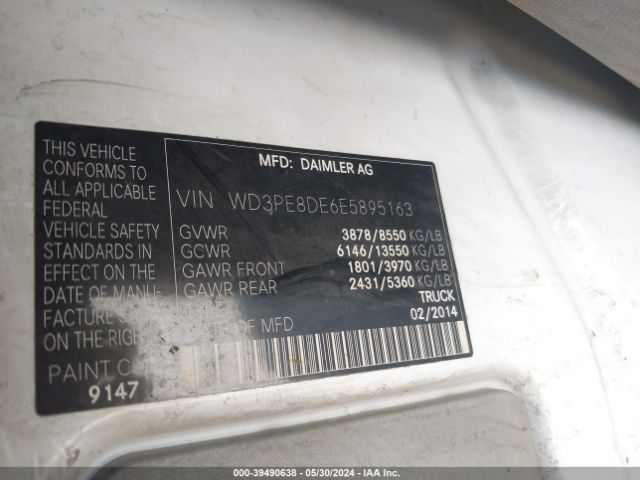 THIS VEHICLE
CONFORMS TO
ALL APPLICABLE
FEDERAL
VEHICLE SAFETY
STANDARDS IN
EFFECT ON THE
DATE OF MANU-
FACTURE
ON THE RIGH
PAINT C
9147
MFD: DAIMLER AG
VIN WD3PE8DE6E5895163
GVWR 3878/8550 KG/LB
GCWR 6146/13550 KG/LB
GAWR FRONT 1801/3970 KG/LB
GAWR REAR 2431/5360 KG/LB
TRUCK
OF MFD 02/2014
000-39490638 - 05/30/2024 - IAA Inc.